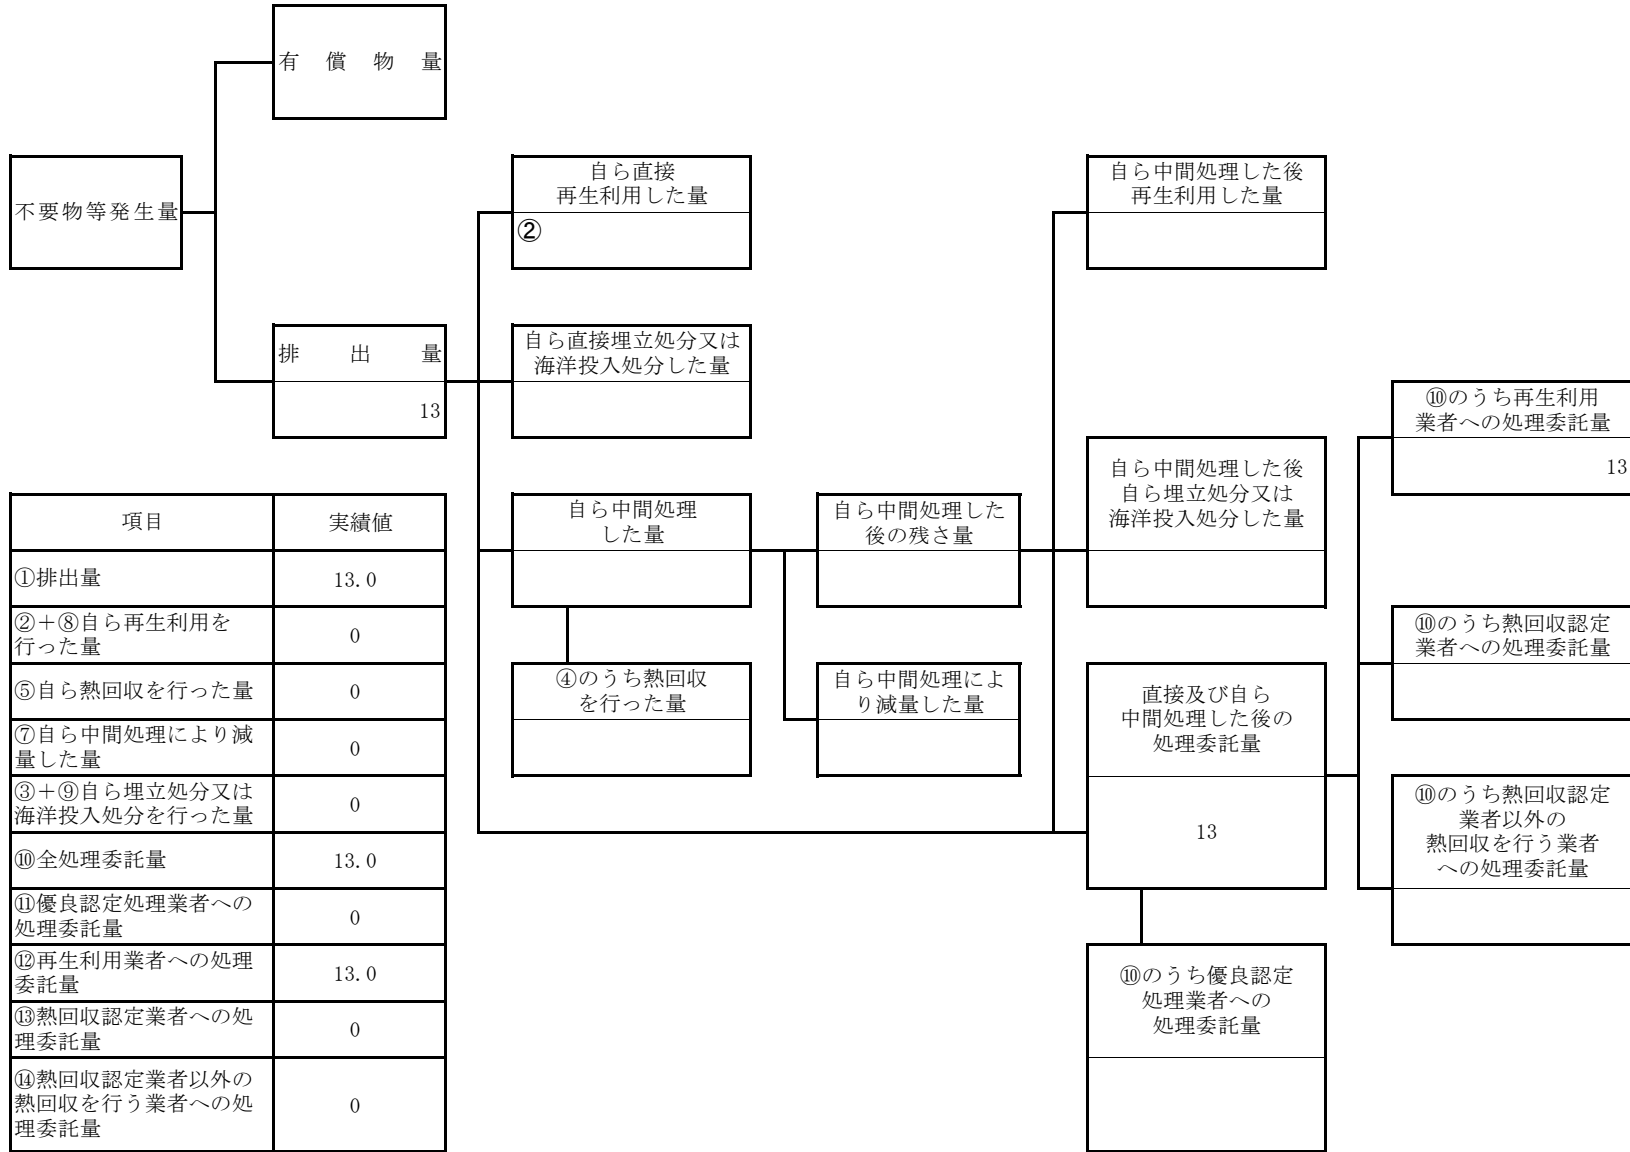 有償物量
不要物等発生量
自ら直接
再生利用した量
②
自ら中間処理した後
再生利用した量
排出量
13
自ら直接埋立処分又は
海洋投入処分した量
⑩のうち再生利用
業者への処理委託量
13
自ら中間処理した後
自ら埋立処分又は
海洋投入処分した量
自ら中間処理
した量
自ら中間処理した
後の残さ量
④のうち熱回収
を行った量
自ら中間処理によ
り減量した量
直接及び自ら
中間処理した後の
処理委託量
13
⑩のうち熱回収認定
業者への処理委託量
⑩のうち熱回収認定
業者以外の
熱回収を行う業者
への処理委託量
⑩のうち優良認定
処理業者への
処理委託量
項目 実績値
①排出量 13.0
②＋⑧自ら再生利用を
行った量 0
⑤自ら熱回収を行った量 0
⑦自ら中間処理により減
量した量 0
③＋⑨自ら埋立処分又は
海洋投入処分を行った量 0
⑩全処理委託量 13.0
⑪優良認定処理業者への
処理委託量 0
⑫再生利用業者への処理
委託量 13.0
⑬熱回収認定業者への処
理委託量 0
⑭熱回収認定業者以外の
熱回収を行う業者への処
理委託量 0